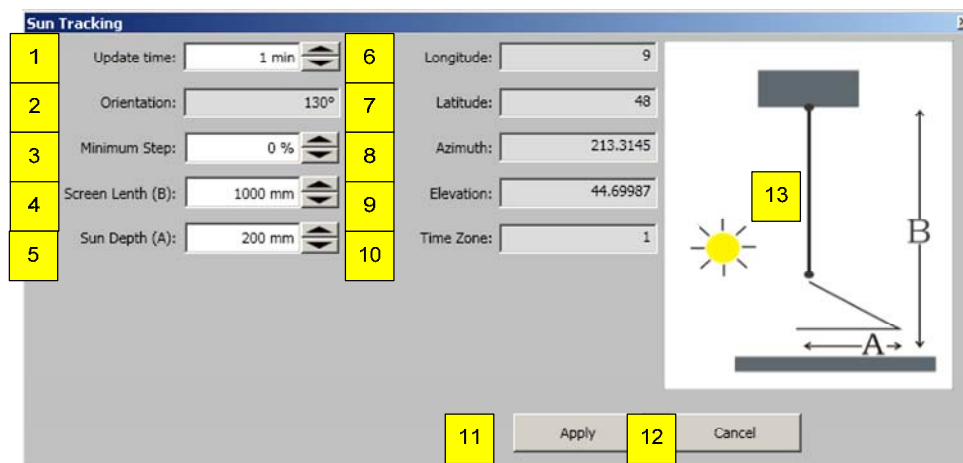 Sun Tracking
1 Update time: 1 min
2 Orientation: 130°
3 Minimum Step: 0 %
4 Screen Lenth (B): 1000 mm
5 Sun Depth (A): 200 mm
6 Longitude: 9
7 Latitude: 48
8 Azimuth: 213.3145
9 Elevation: 44.69987
10 Time Zone: 1
13
B
A
11 Apply
12 Cancel